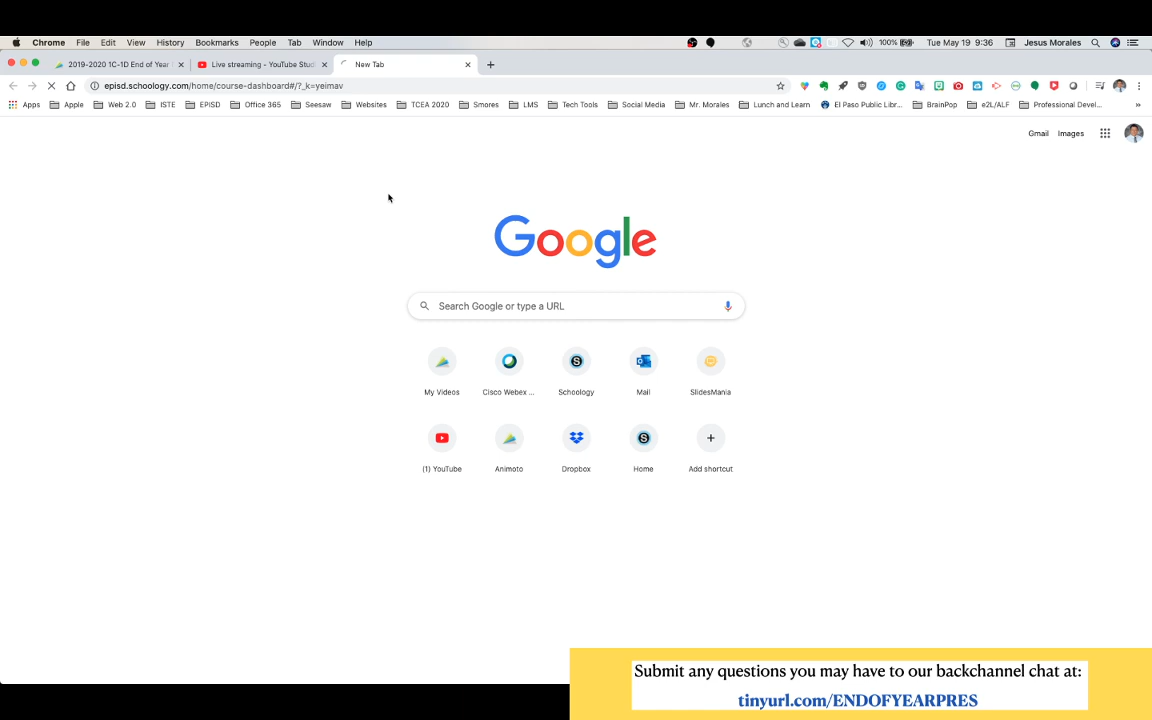 Chrome File Edit View History Bookmarks People Tab Window Help 100% Tue May 19 9:36 Jesus Morales
2019-2020 1C-1D End of Year Live streaming - YouTube Stud New Tab
episd.schoology.com/home/course-dashboard#/?_k=yeimav
Apps Apple Web 2.0 ISTE EPISD Office 365 Seesaw Websites TCEA 2020 Smores LMS Tech Tools Social Media Mr. Morales Lunch and Learn El Paso Public Libr... BrainPop e2L/ALF Professional Devel... »
Gmail Images
Google
Search Google or type a URL
My Videos Cisco Webex ... Schoology Mail SlidesMania
(1) YouTube Animoto Dropbox Home Add shortcut
Submit any questions you may have to our backchannel chat at:
tinyurl.com/ENDOFYEARPRES